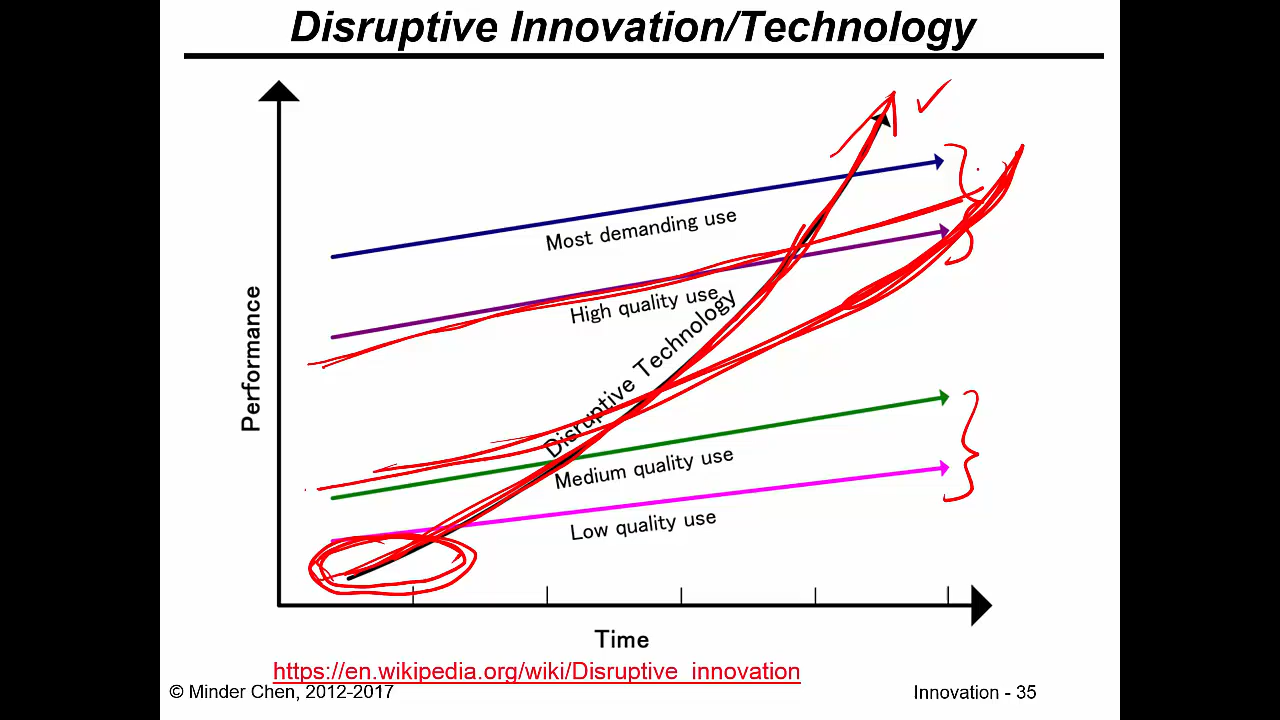 Disruptive Innovation/Technology
Most demanding use
High quality use
Disruptive Technology
Medium quality use
Low quality use
Performance
Time
https://en.wikipedia.org/wiki/Disruptive_innovation
© Minder Chen, 2012-2017
Innovation - 35